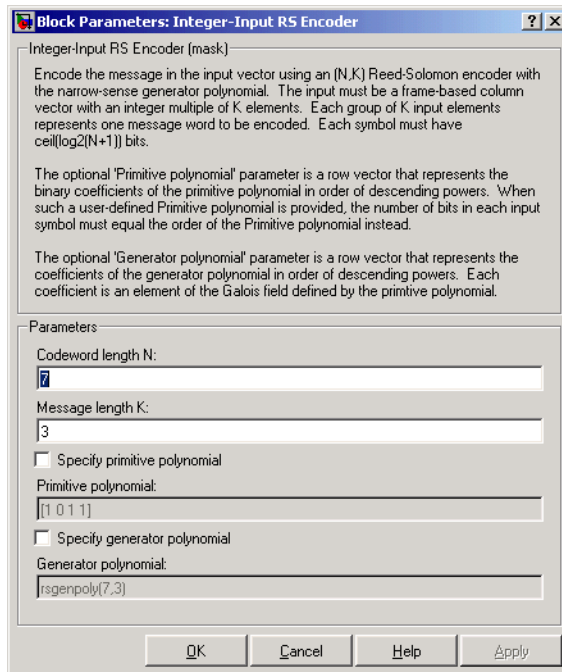 Block Parameters: Integer-Input RS Encoder
Integer-Input RS Encoder (mask)
Encode the message in the input vector using an (N,K) Reed-Solomon encoder with
the narrow-sense generator polynomial. The input must be a frame-based column
vector with an integer multiple of K elements. Each group of K input elements
represents one message word to be encoded. Each symbol must have
ceil(log2(N+1)) bits.
The optional 'Primitive polynomial' parameter is a row vector that represents the
binary coefficients of the primitive polynomial in order of descending powers. When
such a user-defined Primitive polynomial is provided, the number of bits in each input
symbol must equal the order of the Primitive polynomial instead.
The optional 'Generator polynomial' parameter is a row vector that represents the
coefficients of the generator polynomial in order of descending powers. Each
coefficient is an element of the Galois field defined by the primtive polynomial.
Parameters
Codeword length N:
7
Message length K:
3
Specify primitive polynomial
Primitive polynomial:
[1 0 1 1]
Specify generator polynomial
Generator polynomial:
rsgenpoly(7,3)
OK Cancel Help Apply